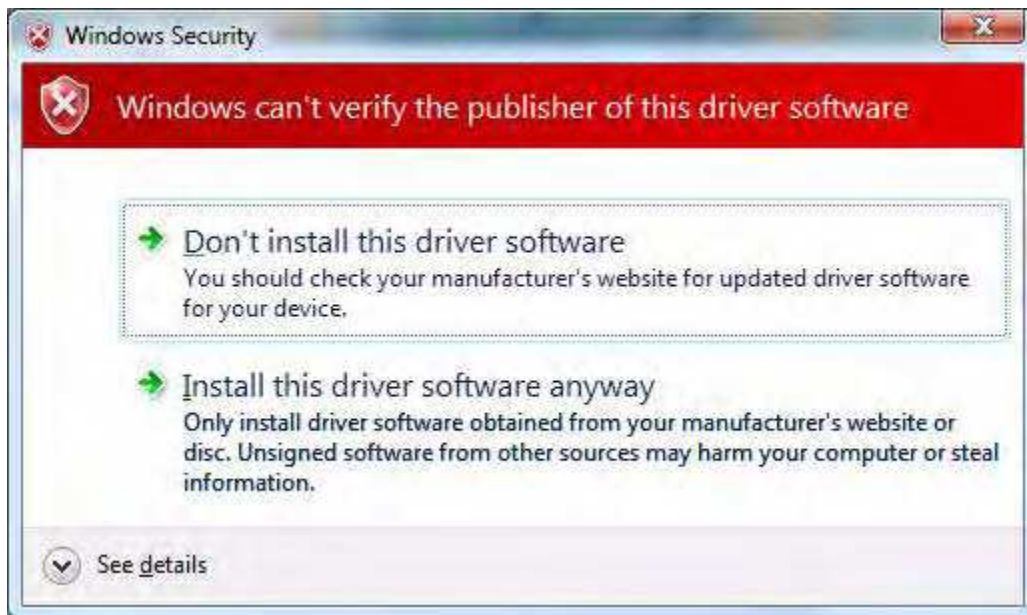 Windows Security
Windows can't verify the publisher of this driver software
Don't install this driver software
You should check your manufacturer's website for updated driver software
for your device.
Install this driver software anyway
Only install driver software obtained from your manufacturer's website or
disc. Unsigned software from other sources may harm your computer or steal
information.
See details